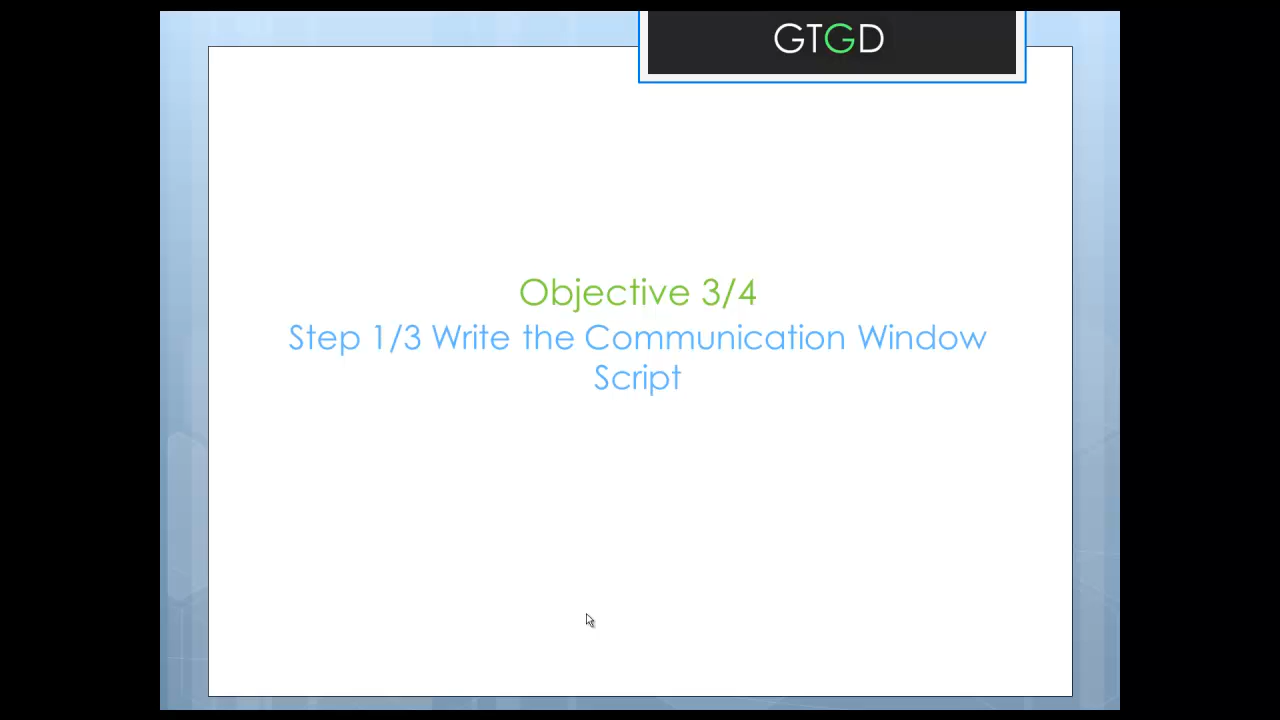 GTGD
Objective 3/4
Step 1/3 Write the Communication Window
Script